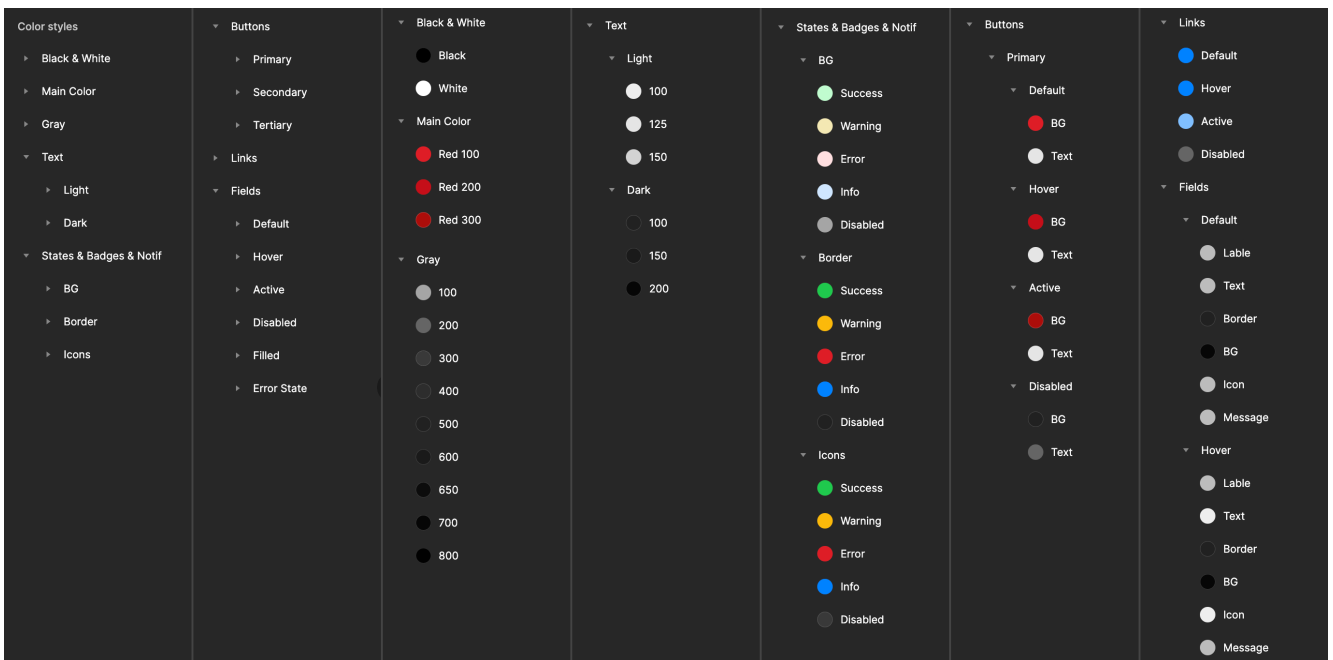 Color styles
Black & White
Main Color
Gray
Text
Light
Dark
States & Badges & Notif
BG
Border
Icons
Buttons
Primary
Secondary
Tertiary
Links
Fields
Default
Hover
Active
Disabled
Filled
Error State
Black & White
Black
White
Main Color
Red 100
Red 200
Red 300
Gray
100
200
300
400
500
600
650
700
800
Text
Light
100
125
150
Dark
100
150
200
States & Badges & Notif
BG
Success
Warning
Error
Info
Disabled
Border
Success
Warning
Error
Info
Disabled
Icons
Success
Warning
Error
Info
Disabled
Buttons
Primary
Default
BG
Text
Hover
BG
Text
Active
BG
Text
Disabled
BG
Text
Links
Default
Hover
Active
Disabled
Fields
Default
Lable
Text
Border
BG
Icon
Message
Hover
Lable
Text
Border
BG
Icon
Message